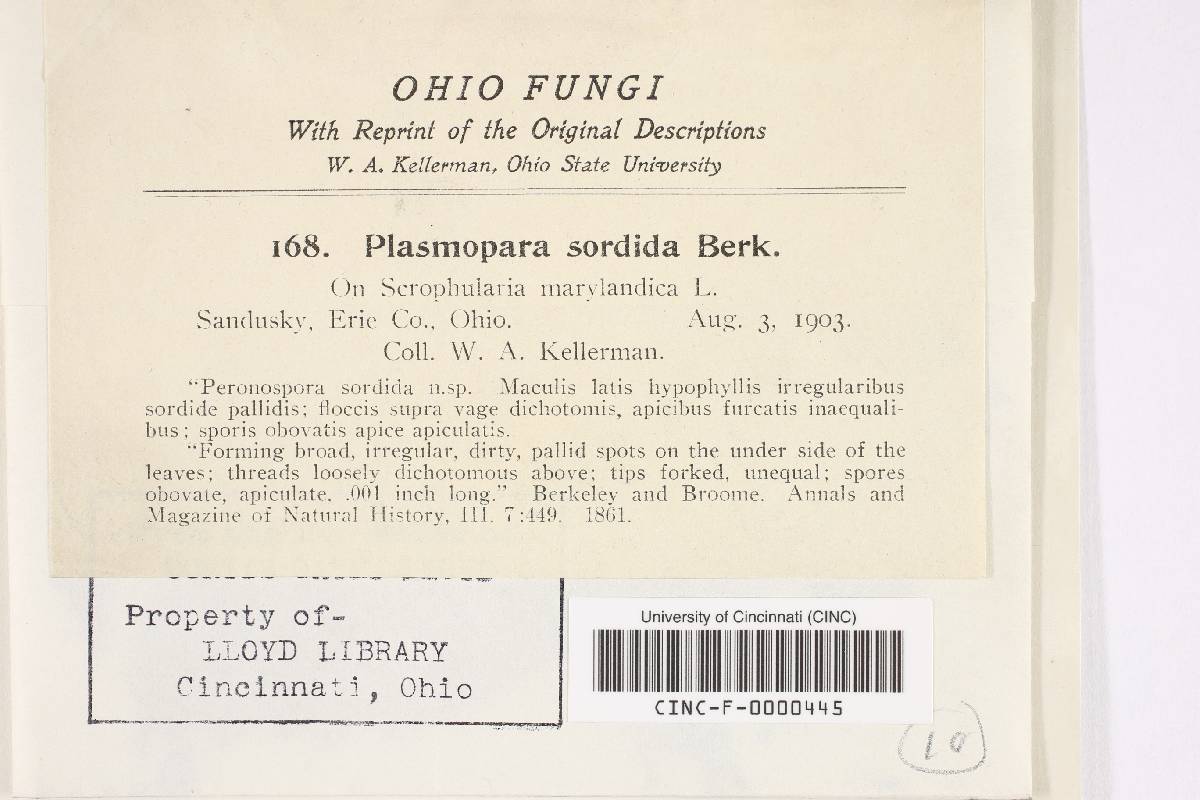 OHIO FUNGI
With Reprint of the Original Descriptions
W. A. Kellerman, Ohio State University
168. Plasmopara sordida Berk.
On Scrophularia marylandica L.
Sandusky, Erie Co., Ohio. Aug. 3, 1903.
Coll. W. A. Kellerman.
“Peronospora sordida n.sp. Maculis latis hypophyllis irregularibus
sordide pallidis; floccis supra vage dichotomis, apicibus furcatis inaequali-
bus; sporis obovatis apice apiculatis.
“Forming broad, irregular, dirty, pallid spots on the under side of the
leaves; threads loosely dichotomous above; tips forked, unequal; spores
obovate, apiculate, .001 inch long.” Berkeley and Broome. Annals and
Magazine of Natural History, III. 7:449. 1861.
Property of-
LLOYD LIBRARY
Cincinnati, Ohio
University of Cincinnati (CINC)
CINC-F-0000445